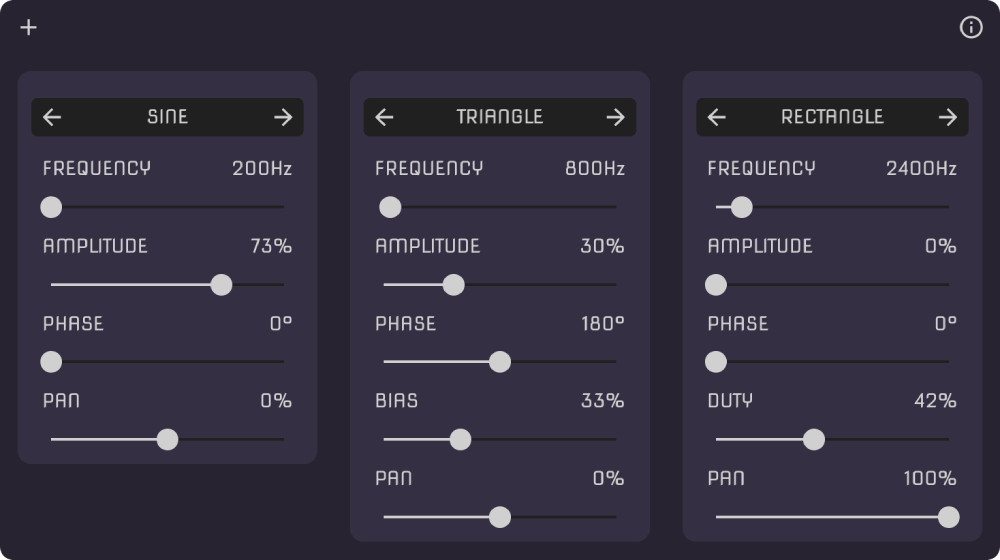 SINE
FREQUENCY 200Hz
AMPLITUDE 73%
PHASE 0°
PAN 0%
TRIANGLE
FREQUENCY 800Hz
AMPLITUDE 30%
PHASE 180°
BIAS 33%
PAN 0%
RECTANGLE
FREQUENCY 2400Hz
AMPLITUDE 0%
PHASE 0°
DUTY 42%
PAN 100%